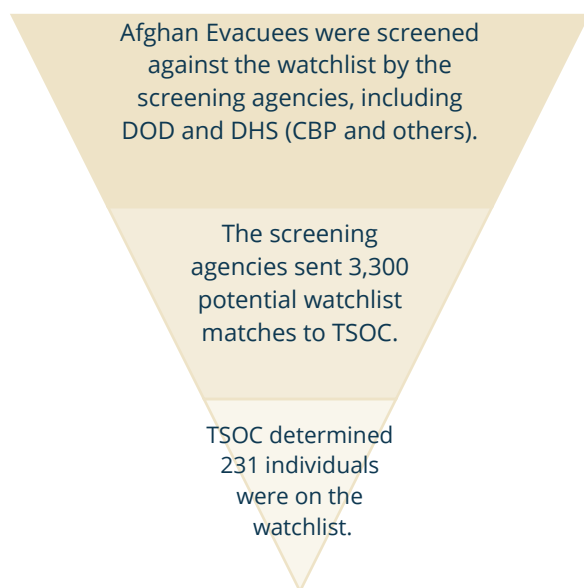 Afghan Evacuees were screened
against the watchlist by the
screening agencies, including
DOD and DHS (CBP and others).
The screening
agencies sent 3,300
potential watchlist
matches to TSOC.
TSOC determined
231 individuals
were on the
watchlist.